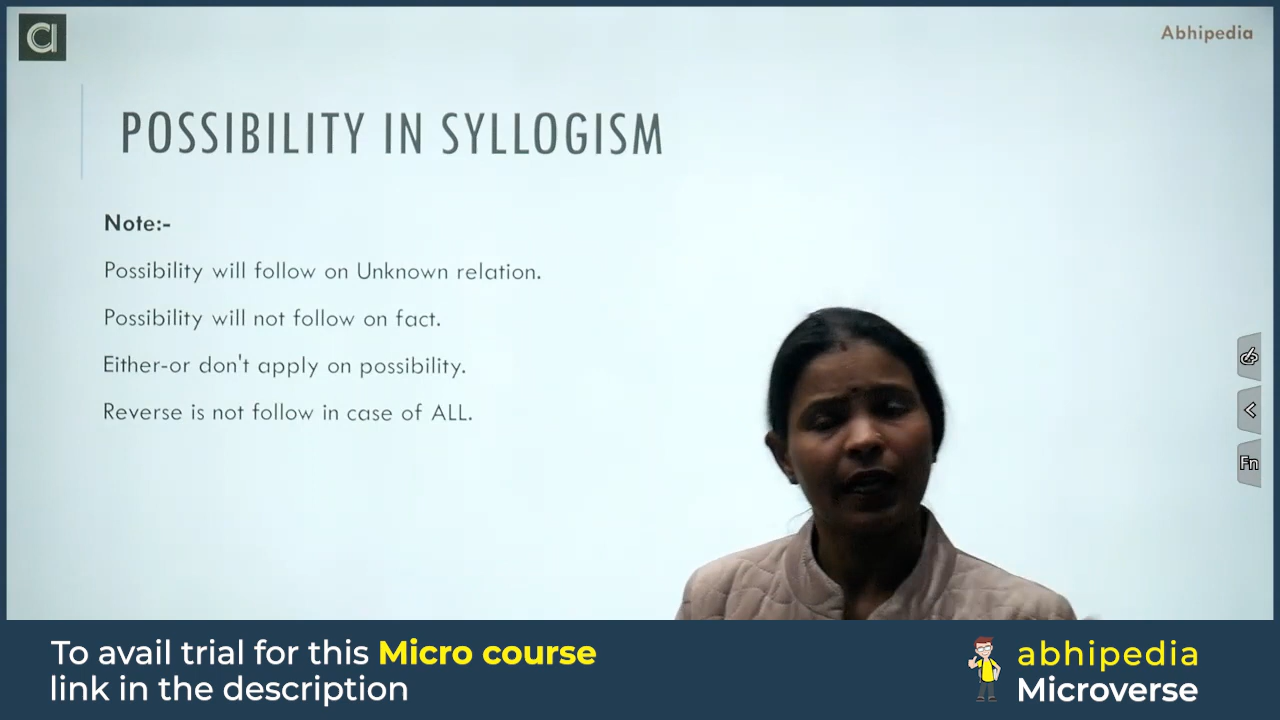 Abhipedia
POSSIBILITY IN SYLLOGISM
Note:-
Possibility will follow on Unknown relation.
Possibility will not follow on fact.
Either-or don't apply on possibility.
Reverse is not follow in case of ALL.
Fn
To avail trial for this Micro course
link in the description
abhipedia
Microverse